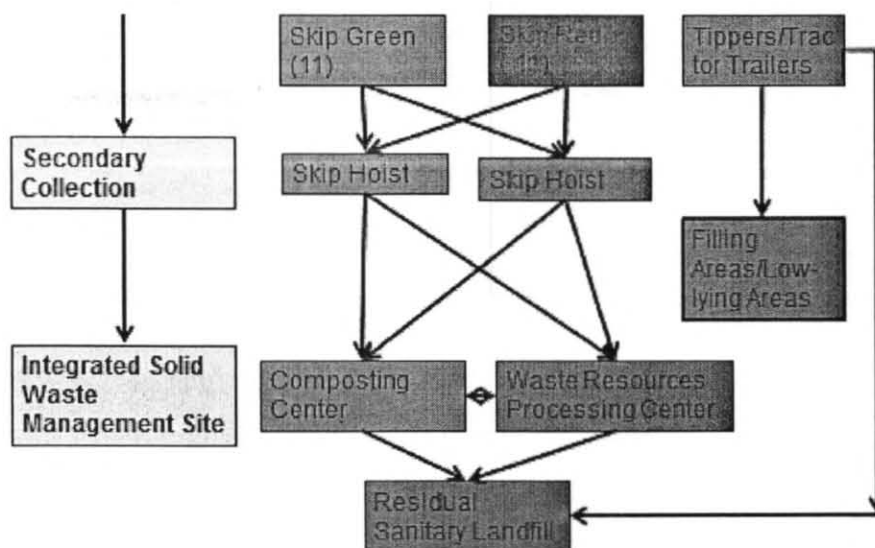 Skip Green
(11)
Skip Red
(11)
Tippers/Trac
tor Trailers
Secondary
Collection
Skip Hoist
Skip Hoist
Filling
Areas/Low-
lying Areas
Integrated Solid
Waste
Management Site
Composting
Center
Waste Resources
Processing Center
Residual
Sanitary Landfill